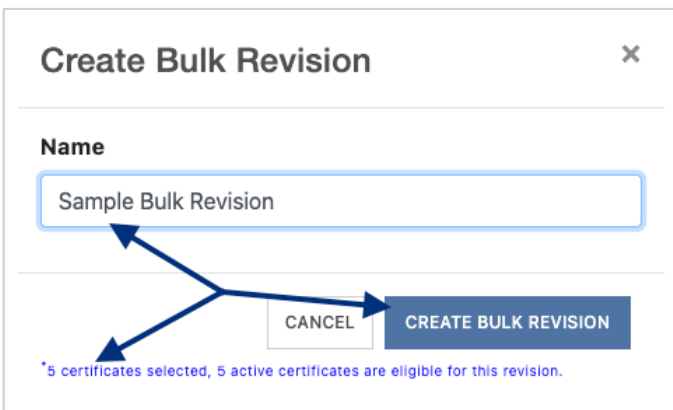 Create Bulk Revision ×
Name
Sample Bulk Revision
CANCEL CREATE BULK REVISION
*5 certificates selected, 5 active certificates are eligible for this revision.